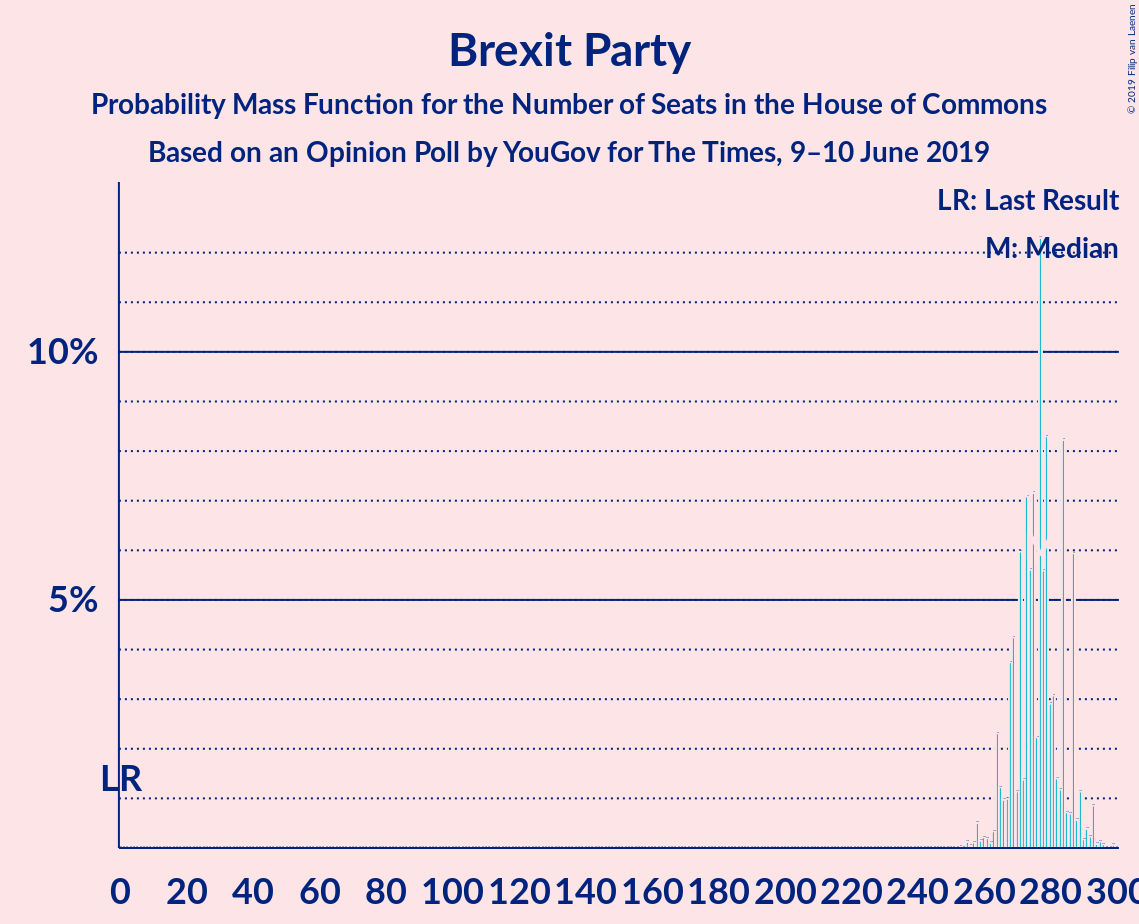 Brexit Party
Probability Mass Function for the Number of Seats in the House of Commons
Based on an Opinion Poll by YouGov for The Times, 9–10 June 2019
© 2019 Filip van Laenen
LR: Last Result
M: Median
10%
5%
LR
0 20 40 60 80 100 120 140 160 180 200 220 240 260 280 300